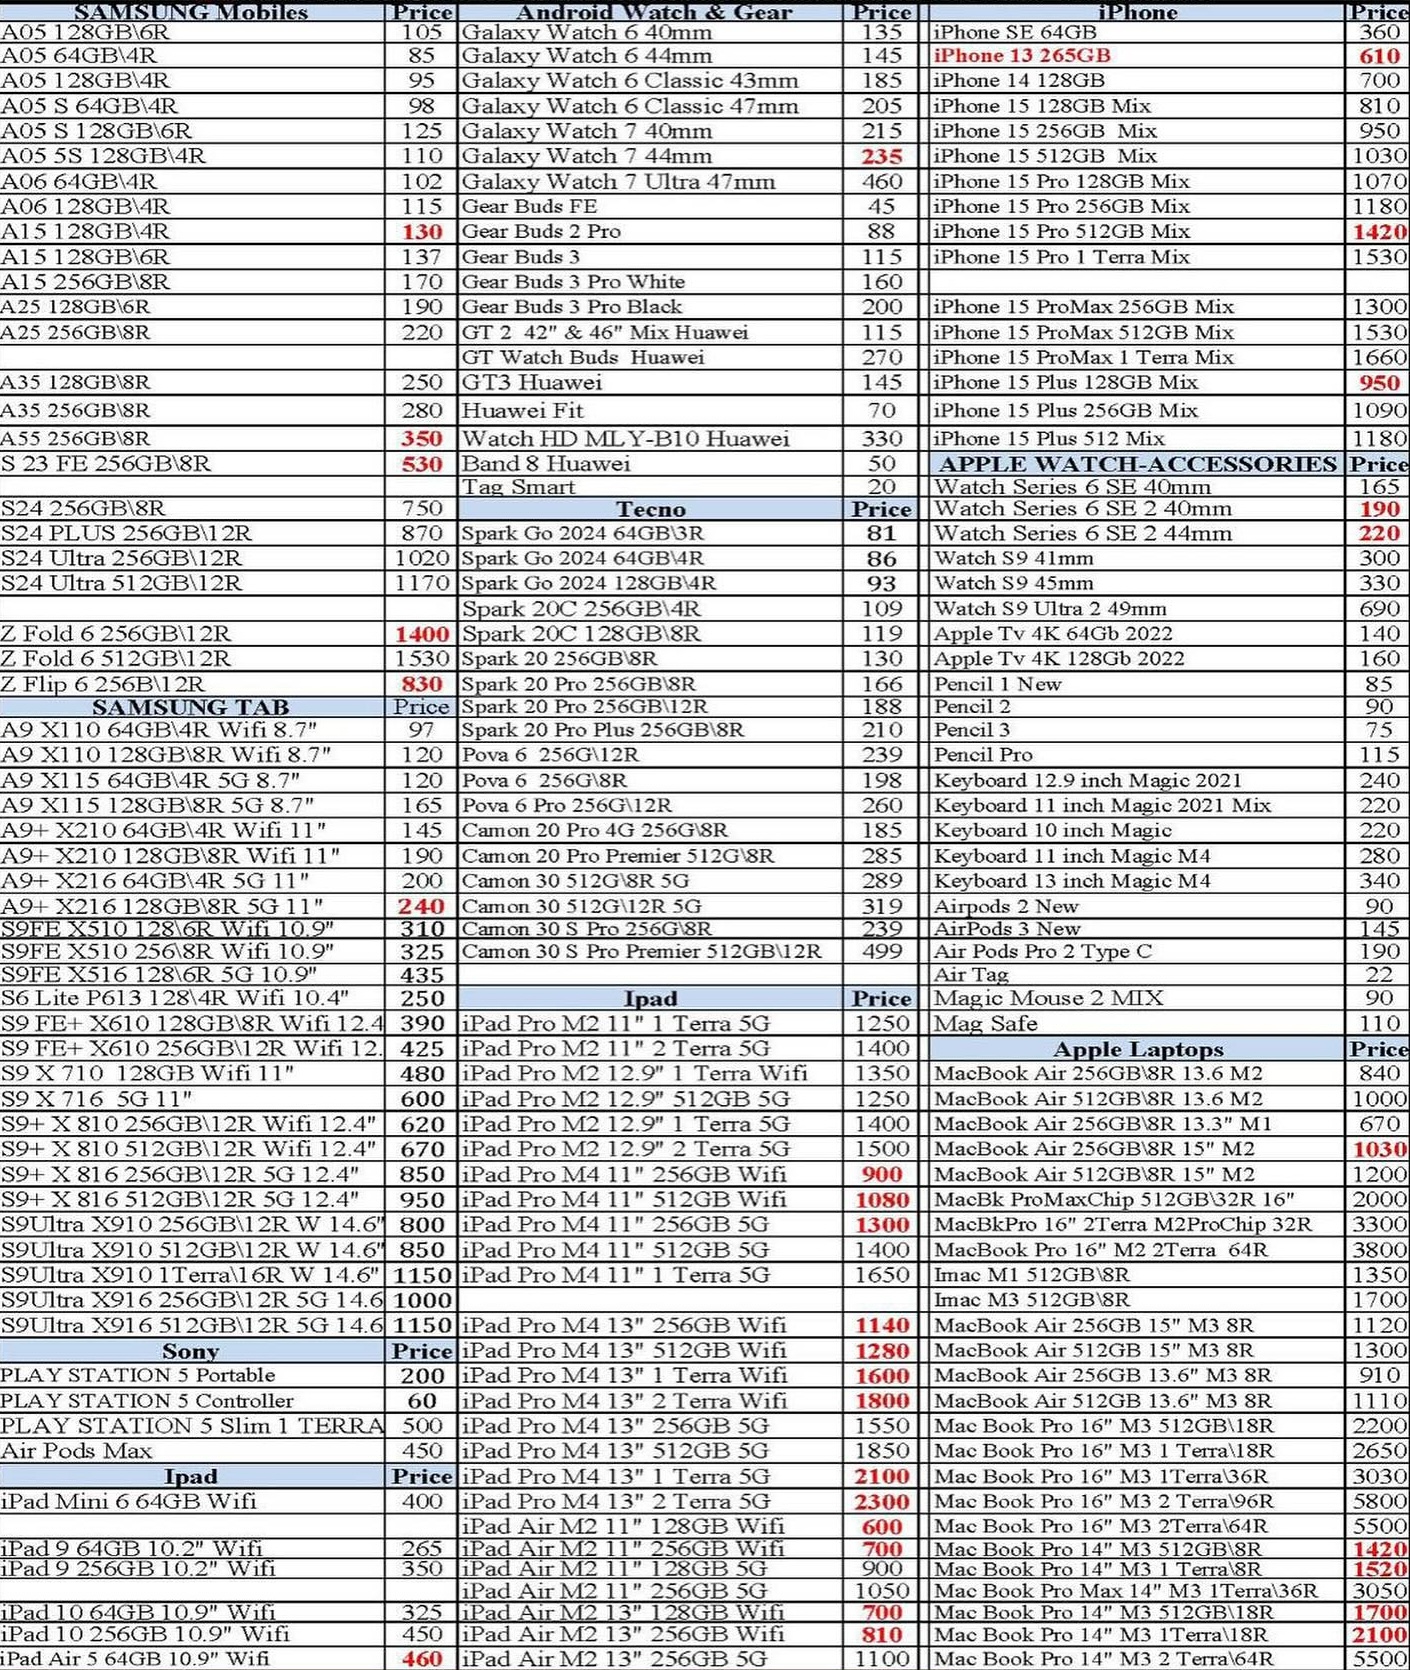 SAMSUNG Mobiles Price
A05 128GB\6R 105
A05 64GB\4R 85
A05 128GB\4R 95
A05 S 64GB\4R 98
A05 S 128GB\6R 125
A05 5S 128GB\4R 110
A06 64GB\4R 102
A06 128GB\4R 115
A15 128GB\4R 130
A15 128GB\6R 137
A15 256GB\8R 170
A25 128GB\6R 190
A25 256GB\8R 220
A35 128GB\8R 250
A35 256GB\8R 280
A55 256GB\8R 350
S 23 FE 256GB\8R 530
S24 256GB\8R 750
S24 PLUS 256GB\12R 870
S24 Ultra 256GB\12R 1020
S24 Ultra 512GB\12R 1170
Z Fold 6 256GB\12R 1400
Z Fold 6 512GB\12R 1530
Z Flip 6 256B\12R 830
SAMSUNG TAB Price
A9 X110 64GB\4R Wifi 8.7" 97
A9 X110 128GB\8R Wifi 8.7" 120
A9 X115 64GB\4R 5G 8.7" 120
A9 X115 128GB\8R 5G 8.7" 165
A9+ X210 64GB\4R Wifi 11" 145
A9+ X210 128GB\8R Wifi 11" 190
A9+ X216 64GB\4R 5G 11" 200
A9+ X216 128GB\8R 5G 11" 240
S9FE X510 128\6R Wifi 10.9" 310
S9FE X510 256\8R Wifi 10.9" 325
S9FE X516 128\6R 5G 10.9" 435
S6 Lite P613 128\4R Wifi 10.4" 250
S9 FE+ X610 128GB\8R Wifi 12.4 390
S9 FE+ X610 256GB\12R Wifi 12. 425
S9 X 710 128GB Wifi 11" 480
S9 X 716 5G 11" 600
S9+ X 810 256GB\12R Wifi 12.4" 620
S9+ X 810 512GB\12R Wifi 12.4" 670
S9+ X 816 256GB\12R 5G 12.4" 850
S9+ X 816 512GB\12R 5G 12.4" 950
S9Ultra X910 256GB\12R W 14.6" 800
S9Ultra X910 512GB\12R W 14.6" 850
S9Ultra X910 1Terra\16R W 14.6" 1150
S9Ultra X916 256GB\12R 5G 14.6 1000
S9Ultra X916 512GB\12R 5G 14.6 1150
Sony Price
PLAY STATION 5 Portable 200
PLAY STATION 5 Controller 60
PLAY STATION 5 Slim 1 TERRA 500
Air Pods Max 450
Ipad Price
iPad Mini 6 64GB Wifi 400
iPad 9 64GB 10.2" Wifi 265
iPad 9 256GB 10.2" Wifi 350
iPad 10 64GB 10.9" Wifi 325
iPad 10 256GB 10.9" Wifi 450
iPad Air 5 64GB 10.9" Wifi 460
Android Watch & Gear Price
Galaxy Watch 6 40mm 135
Galaxy Watch 6 44mm 145
Galaxy Watch 6 Classic 43mm 185
Galaxy Watch 6 Classic 47mm 205
Galaxy Watch 7 40mm 215
Galaxy Watch 7 44mm 235
Galaxy Watch 7 Ultra 47mm 460
Gear Buds FE 45
Gear Buds 2 Pro 88
Gear Buds 3 115
Gear Buds 3 Pro White 160
Gear Buds 3 Pro Black 200
GT 2 42" & 46" Mix Huawei 115
GT Watch Buds Huawei 270
GT3 Huawei 145
Huawei Fit 70
Watch HD MLY-B10 Huawei 330
Band 8 Huawei 50
Tag Smart 20
Tecno Price
Spark Go 2024 64GB\3R 81
Spark Go 2024 64GB\4R 86
Spark Go 2024 128GB\4R 93
Spark 20C 256GB\4R 109
Spark 20C 128GB\8R 119
Spark 20 256GB\8R 130
Spark 20 Pro 256GB\8R 166
Spark 20 Pro 256GB\12R 188
Spark 20 Pro Plus 256GB\8R 210
Pova 6 256G\12R 239
Pova 6 256G\8R 198
Pova 6 Pro 256G\12R 260
Camon 20 Pro 4G 256G\8R 185
Camon 20 Pro Premier 512G\8R 285
Camon 30 512G\8R 5G 289
Camon 30 512G\12R 5G 319
Camon 30 S Pro 256G\8R 239
Camon 30 S Pro Premier 512GB\12R 499
Ipad Price
iPad Pro M2 11" 1 Terra 5G 1250
iPad Pro M2 11" 2 Terra 5G 1400
iPad Pro M2 12.9" 1 Terra Wifi 1350
iPad Pro M2 12.9" 512GB 5G 1250
iPad Pro M2 12.9" 1 Terra 5G 1400
iPad Pro M2 12.9" 2 Terra 5G 1500
iPad Pro M4 11" 256GB Wifi 900
iPad Pro M4 11" 512GB Wifi 1080
iPad Pro M4 11" 256GB 5G 1300
iPad Pro M4 11" 512GB 5G 1400
iPad Pro M4 11" 1 Terra 5G 1650
iPad Pro M4 13" 256GB Wifi 1140
iPad Pro M4 13" 512GB Wifi 1280
iPad Pro M4 13" 1 Terra Wifi 1600
iPad Pro M4 13" 2 Terra Wifi 1800
iPad Pro M4 13" 256GB 5G 1550
iPad Pro M4 13" 512GB 5G 1850
iPad Pro M4 13" 1 Terra 5G 2100
iPad Pro M4 13" 2 Terra 5G 2300
iPad Air M2 11" 128GB Wifi 600
iPad Air M2 11" 256GB Wifi 700
iPad Air M2 11" 128GB 5G 900
iPad Air M2 11" 256GB 5G 1050
iPad Air M2 13" 128GB Wifi 700
iPad Air M2 13" 256GB Wifi 810
iPad Air M2 13" 256GB 5G 1100
iPhone Price
iPhone SE 64GB 360
iPhone 13 265GB 610
iPhone 14 128GB 700
iPhone 15 128GB Mix 810
iPhone 15 256GB Mix 950
iPhone 15 512GB Mix 1030
iPhone 15 Pro 128GB Mix 1070
iPhone 15 Pro 256GB Mix 1180
iPhone 15 Pro 512GB Mix 1420
iPhone 15 Pro 1 Terra Mix 1530
iPhone 15 ProMax 256GB Mix 1300
iPhone 15 ProMax 512GB Mix 1530
iPhone 15 ProMax 1 Terra Mix 1660
iPhone 15 Plus 128GB Mix 950
iPhone 15 Plus 256GB Mix 1090
iPhone 15 Plus 512 Mix 1180
APPLE WATCH-ACCESSORIES Price
Watch Series 6 SE 40mm 165
Watch Series 6 SE 2 40mm 190
Watch Series 6 SE 2 44mm 220
Watch S9 41mm 300
Watch S9 45mm 330
Watch S9 Ultra 2 49mm 690
Apple Tv 4K 64Gb 2022 140
Apple Tv 4K 128Gb 2022 160
Pencil 1 New 85
Pencil 2 90
Pencil 3 75
Pencil Pro 115
Keyboard 12.9 inch Magic 2021 240
Keyboard 11 inch Magic 2021 Mix 220
Keyboard 10 inch Magic 220
Keyboard 11 inch Magic M4 280
Keyboard 13 inch Magic M4 340
Airpods 2 New 90
AirPods 3 New 145
Air Pods Pro 2 Type C 190
Air Tag 22
Magic Mouse 2 MIX 90
Mag Safe 110
Apple Laptops Price
MacBook Air 256GB\8R 13.6 M2 840
MacBook Air 512GB\8R 13.6 M2 1000
MacBook Air 256GB\8R 13.3" M1 670
MacBook Air 256GB\8R 15" M2 1030
MacBook Air 512GB\8R 15" M2 1200
MacBk ProMaxChip 512GB\32R 16" 2000
MacBkPro 16" 2Terra M2ProChip 32R 3300
MacBook Pro 16" M2 2Terra 64R 3800
Imac M1 512GB\8R 1350
Imac M3 512GB\8R 1700
MacBook Air 256GB 15" M3 8R 1120
MacBook Air 512GB 15" M3 8R 1300
MacBook Air 256GB 13.6" M3 8R 910
MacBook Air 512GB 13.6" M3 8R 1110
Mac Book Pro 16" M3 512GB\18R 2200
Mac Book Pro 16" M3 1 Terra\18R 2650
Mac Book Pro 16" M3 1Terra\36R 3030
Mac Book Pro 16" M3 2 Terra\96R 5800
Mac Book Pro 16" M3 2Terra\64R 5500
Mac Book Pro 14" M3 512GB\8R 1420
Mac Book Pro 14" M3 1 Terra\8R 1520
Mac Book Pro Max 14" M3 1Terra\36R 3050
Mac Book Pro 14" M3 512GB\18R 1700
Mac Book Pro 14" M3 1Terra\18R 2100
Mac Book Pro 14" M3 2 Terra\64R 5500